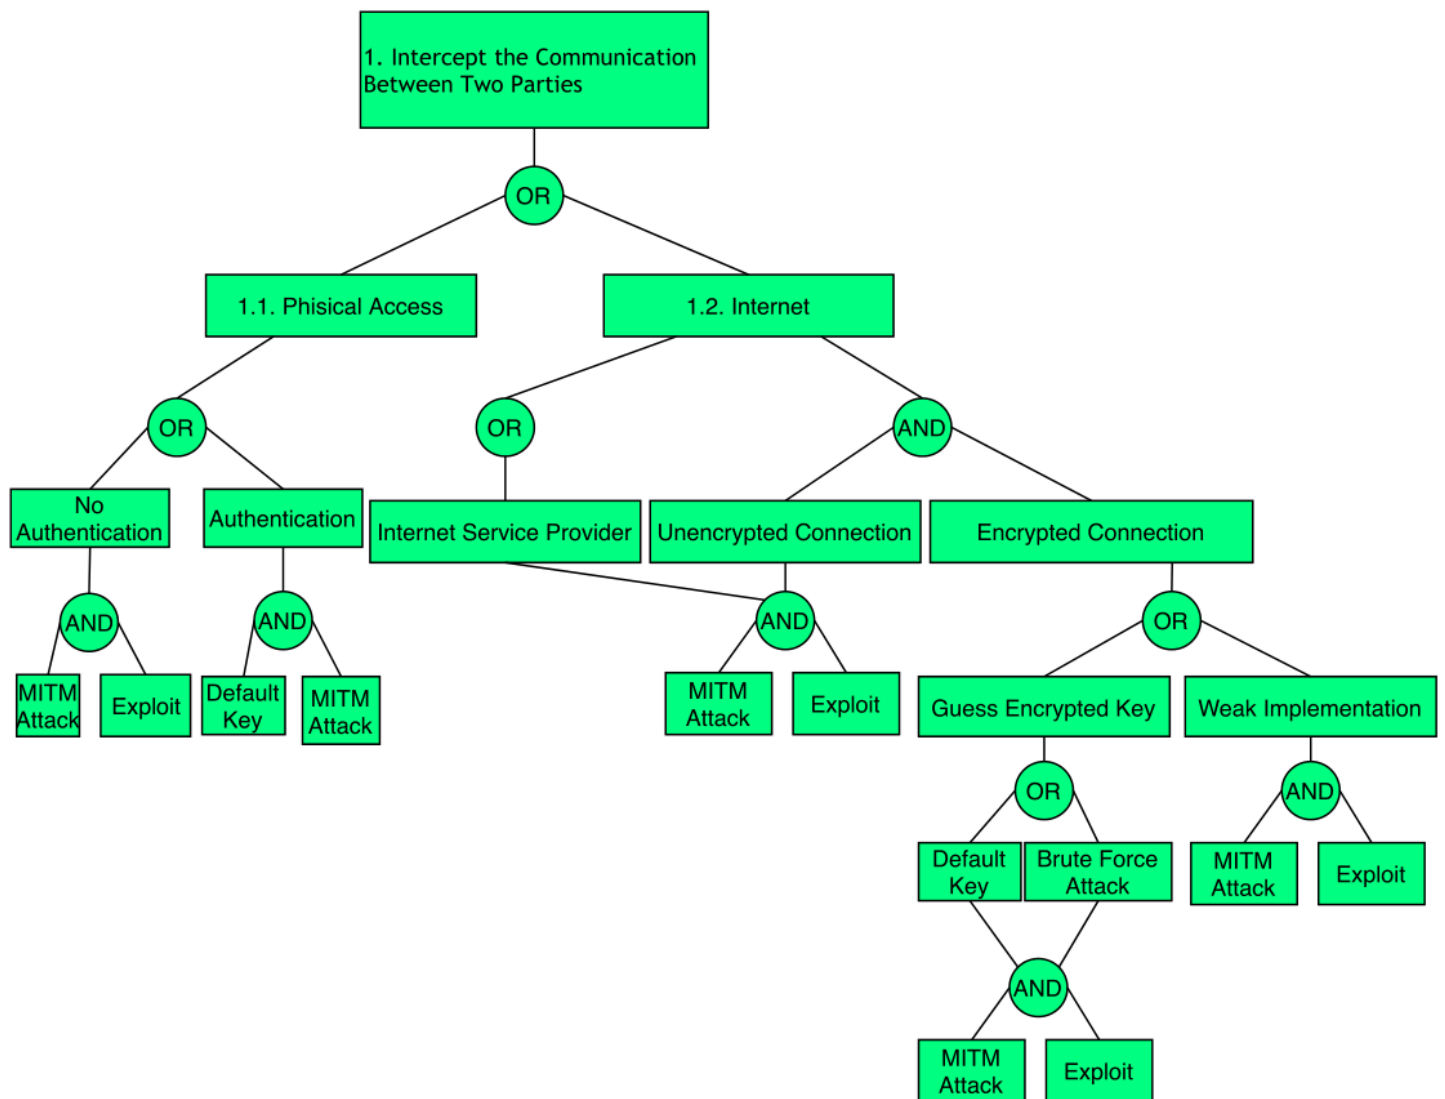 1. Intercept the Communication
Between Two Parties
OR
1.1. Phisical Access
1.2. Internet
OR
OR
AND
No
Authentication
Authentication
Internet Service Provider
Unencrypted Connection
Encrypted Connection
AND
AND
AND
OR
MITM
Attack
Exploit
Default
Key
MITM
Attack
MITM
Attack
Exploit
Guess Encrypted Key
Weak Implementation
OR
AND
Default
Key
Brute Force
Attack
MITM
Attack
Exploit
AND
MITM
Attack
Exploit